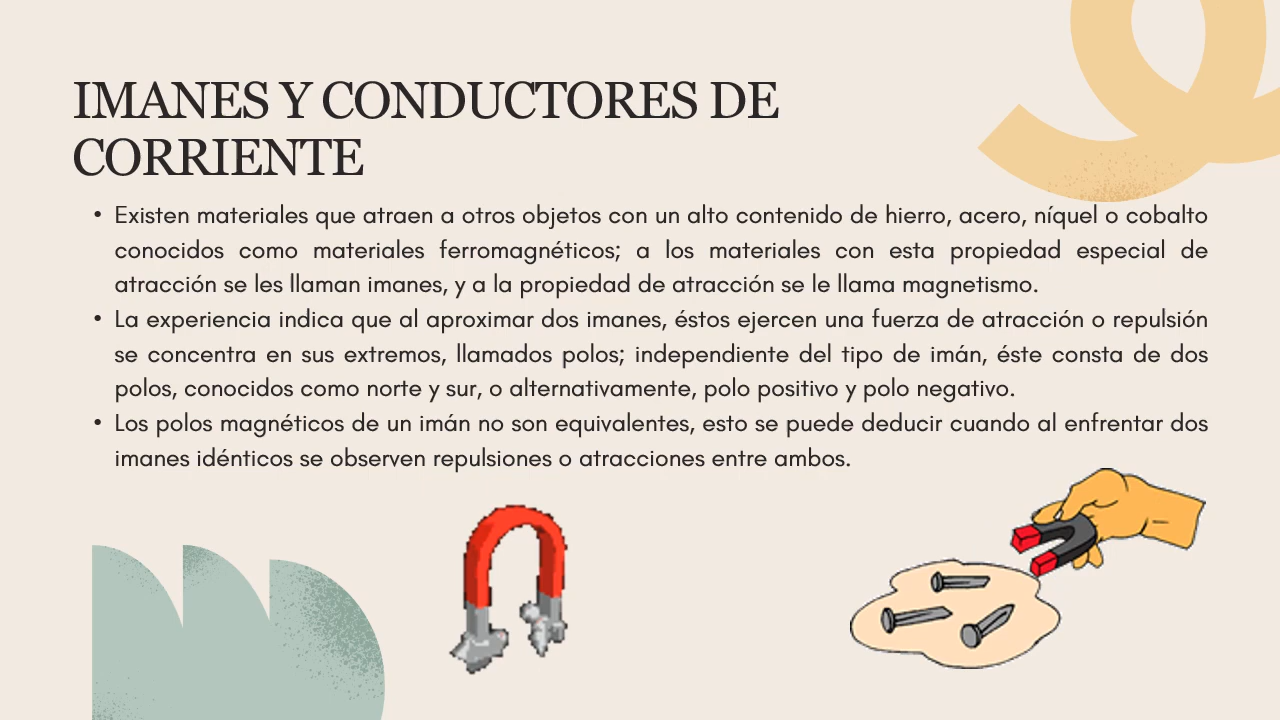 IMANES Y CONDUCTORES DE
CORRIENTE
• Existen materiales que atraen a otros objetos con un alto contenido de hierro, acero, níquel o cobalto
conocidos como materiales ferromagnéticos; a los materiales con esta propiedad especial de
atracción se les llaman imanes, y a la propiedad de atracción se le llama magnetismo.
• La experiencia indica que al aproximar dos imanes, éstos ejercen una fuerza de atracción o repulsión
se concentra en sus extremos, llamados polos; independiente del tipo de imán, éste consta de dos
polos, conocidos como norte y sur, o alternativamente, polo positivo y polo negativo.
• Los polos magnéticos de un imán no son equivalentes, esto se puede deducir cuando al enfrentar dos
imanes idénticos se observen repulsiones o atracciones entre ambos.